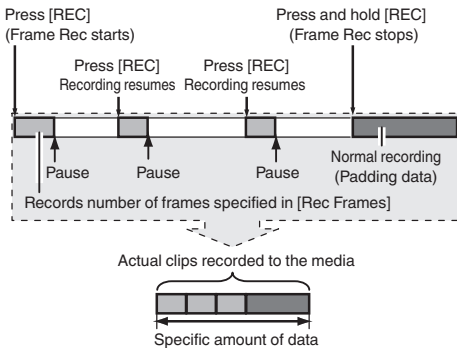 Press [REC]
(Frame Rec starts)
Press and hold [REC]
(Frame Rec stops)
Press [REC]
Recording resumes
Press [REC]
Recording resumes
Pause
Pause
Pause
Normal recording
(Padding data)
Records number of frames specified in [Rec Frames]
Actual clips recorded to the media
Specific amount of data